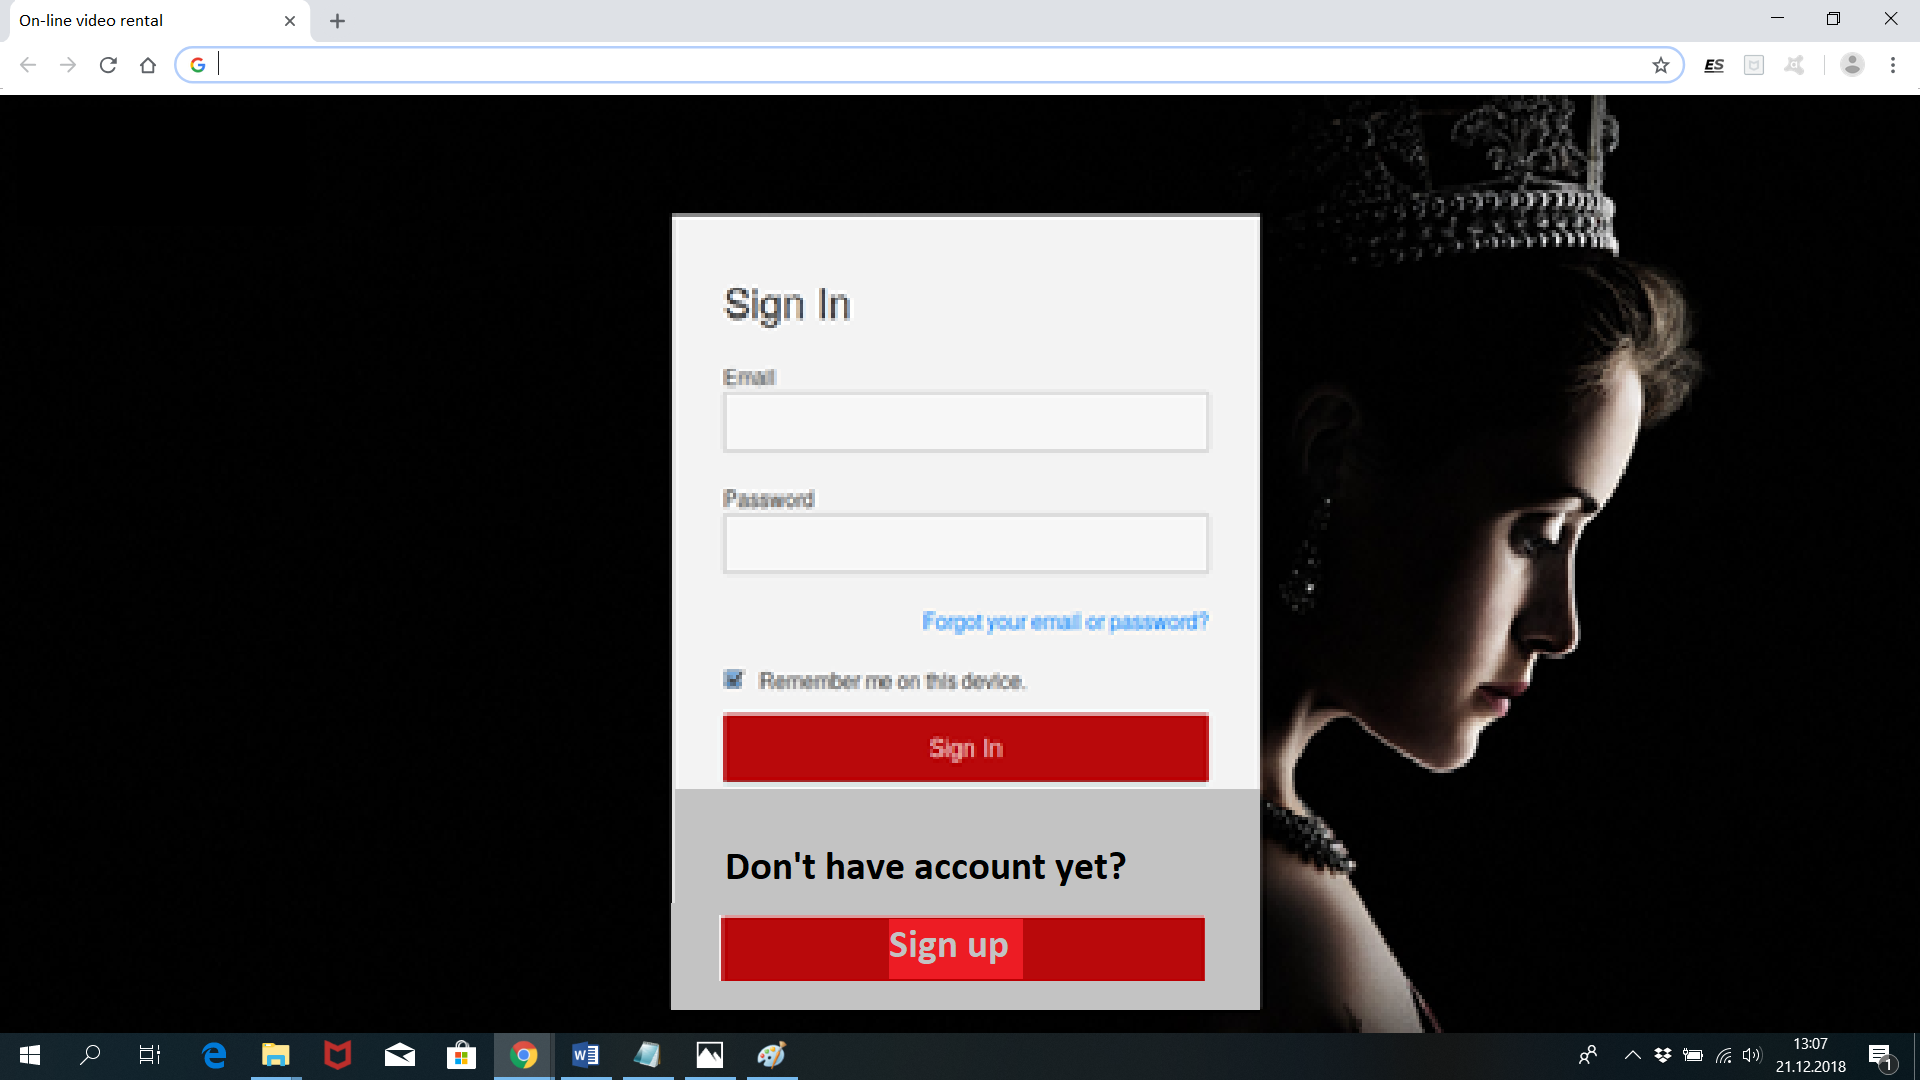 On-line video rental
ES
Sign In
Email
Password
Forgot your email or password?
Remember me on this device.
Sign In
Don't have account yet?
Sign up
13:07
21.12.2018
1